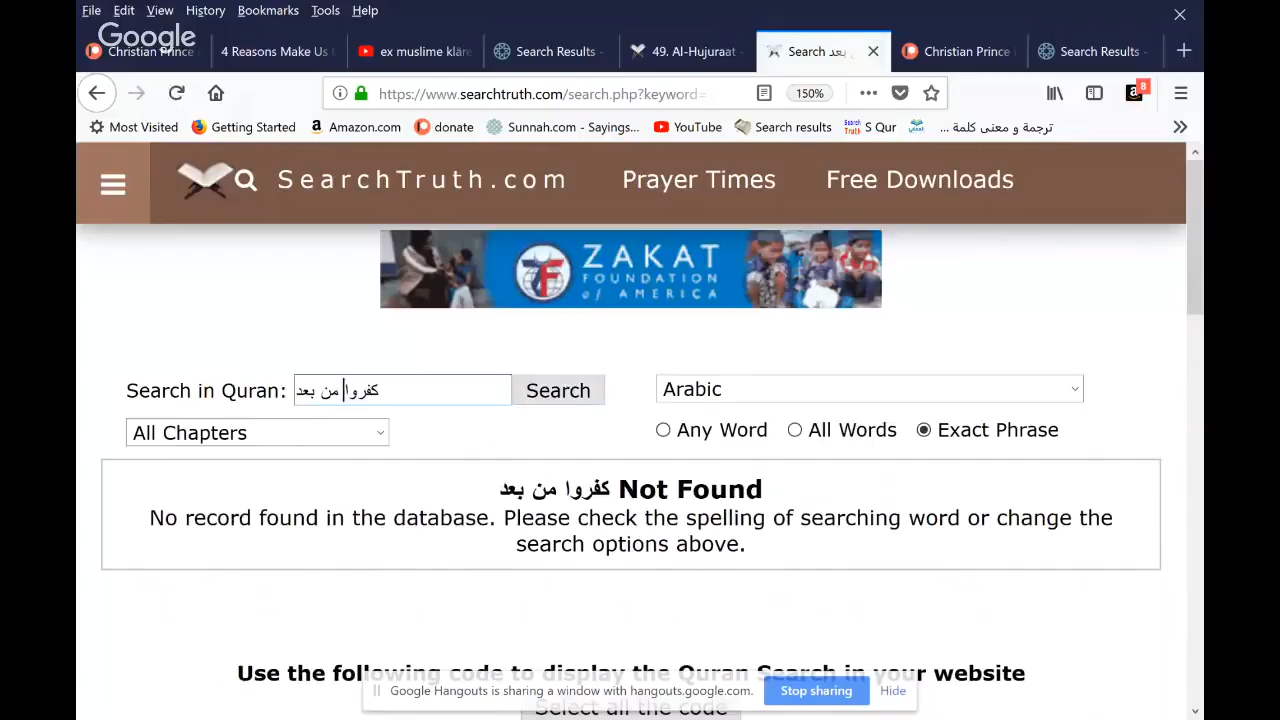 File Edit View History Bookmarks Tools Help
Google
Christian Prince
4 Reasons Make Us
ex muslime kläre
Search Results -
49. Al-Hujuraat -
Search من بعد
Christian Prince
Search Results -
https://www.searchtruth.com/search.php?keyword=
150%
8
Most Visited Getting Started Amazon.com donate Sunnah.com - Sayings... YouTube Search results S Qur ترجمة و معنى كلمة ...
SearchTruth.com Prayer Times Free Downloads
ZAKAT
FOUNDATION
of AMERICA
Search in Quran: كفروا من بعد Search Arabic
All Chapters Any Word All Words Exact Phrase
كفروا من بعد Not Found
No record found in the database. Please check the spelling of searching word or change the
search options above.
Use the following code to display the Quran Search in your website
Google Hangouts is sharing a window with hangouts.google.com. Stop sharing Hide
Select all the code